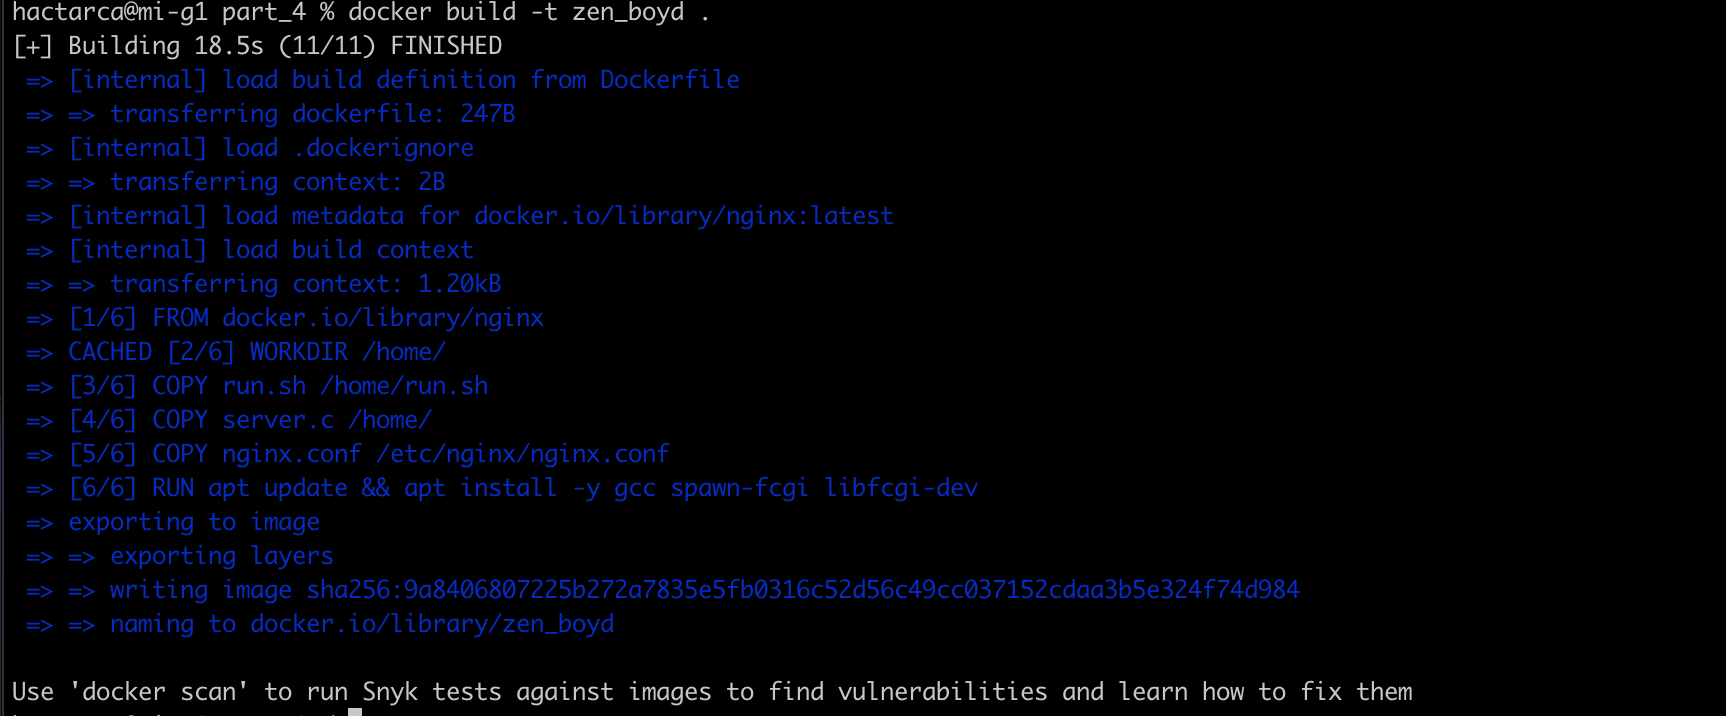 hactarca@mi-g1 part_4 % docker build -t zen_boyd .
[+] Building 18.5s (11/11) FINISHED
=> [internal] load build definition from Dockerfile
=> => transferring dockerfile: 247B
=> [internal] load .dockerignore
=> => transferring context: 2B
=> [internal] load metadata for docker.io/library/nginx:latest
=> [internal] load build context
=> => transferring context: 1.20kB
=> [1/6] FROM docker.io/library/nginx
=> CACHED [2/6] WORKDIR /home/
=> [3/6] COPY run.sh /home/run.sh
=> [4/6] COPY server.c /home/
=> [5/6] COPY nginx.conf /etc/nginx/nginx.conf
=> [6/6] RUN apt update && apt install -y gcc spawn-fcgi libfcgi-dev
=> exporting to image
=> => exporting layers
=> => writing image sha256:9a8406807225b272a7835e5fb0316c52d56c49cc037152cdaa3b5e324f74d984
=> => naming to docker.io/library/zen_boyd
Use 'docker scan' to run Snyk tests against images to find vulnerabilities and learn how to fix them